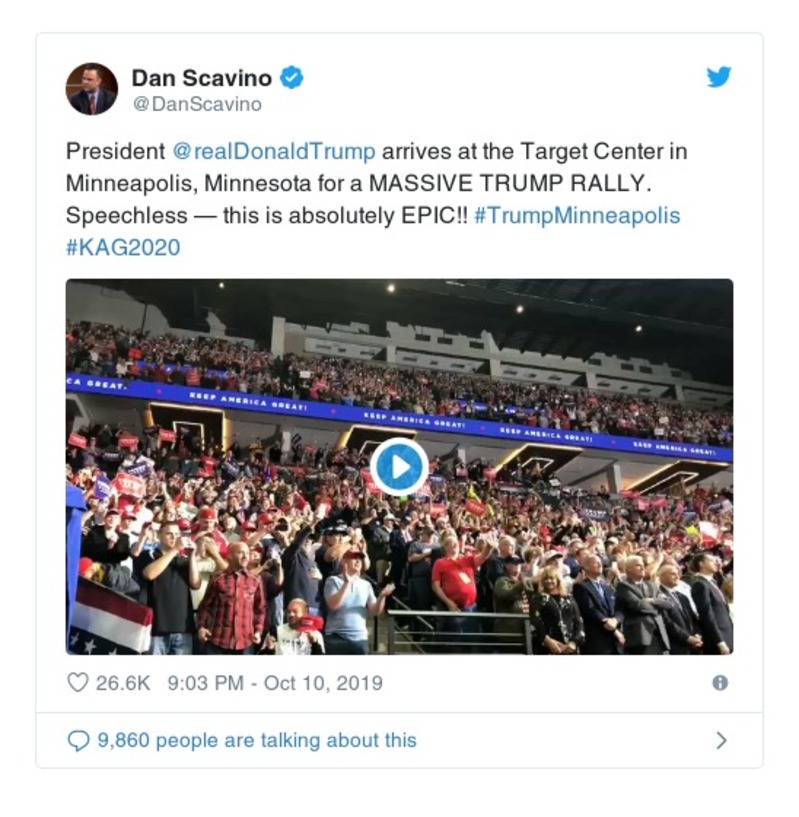 Dan Scavino
@DanScavino
President @realDonaldTrump arrives at the Target Center in
Minneapolis, Minnesota for a MASSIVE TRUMP RALLY.
Speechless — this is absolutely EPIC!! #TrumpMinneapolis
#KAG2020
CA GREAT.
KEEP AMERICA GREAT!
KEEP AMERICA GREAT!
KEEP AMERICA GREAT!
KEEP AMERICA GREAT!
26.6K 9:03 PM - Oct 10, 2019
9,860 people are talking about this